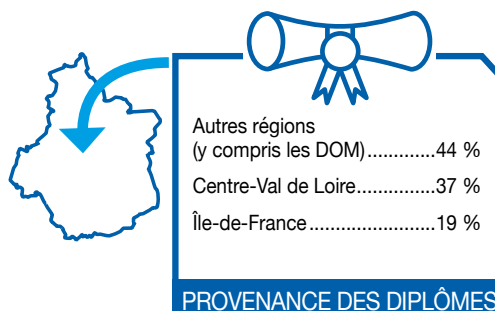 Autres régions
(y compris les DOM).............44 %
Centre-Val de Loire...............37 %
Île-de-France........................19 %
PROVENANCE DES DIPLÔMES